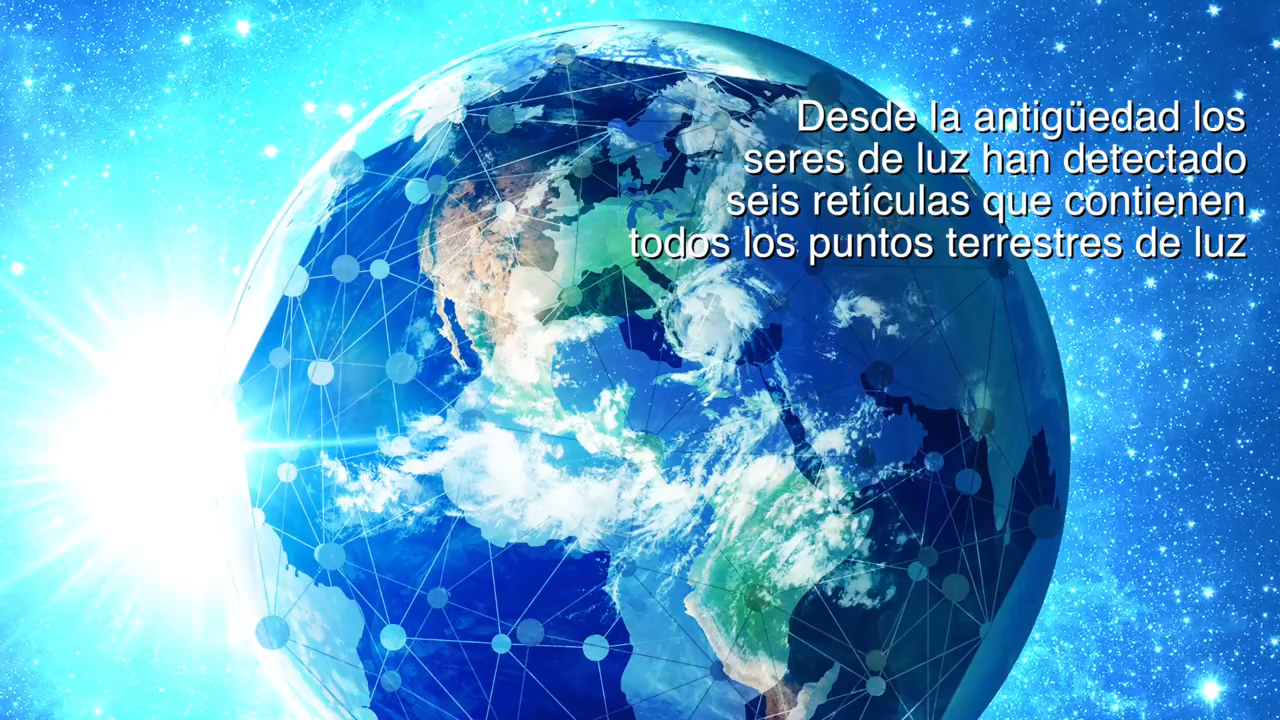 Desde la antigüedad los
seres de luz han detectado
seis retículas que contienen
todos los puntos terrestres de luz